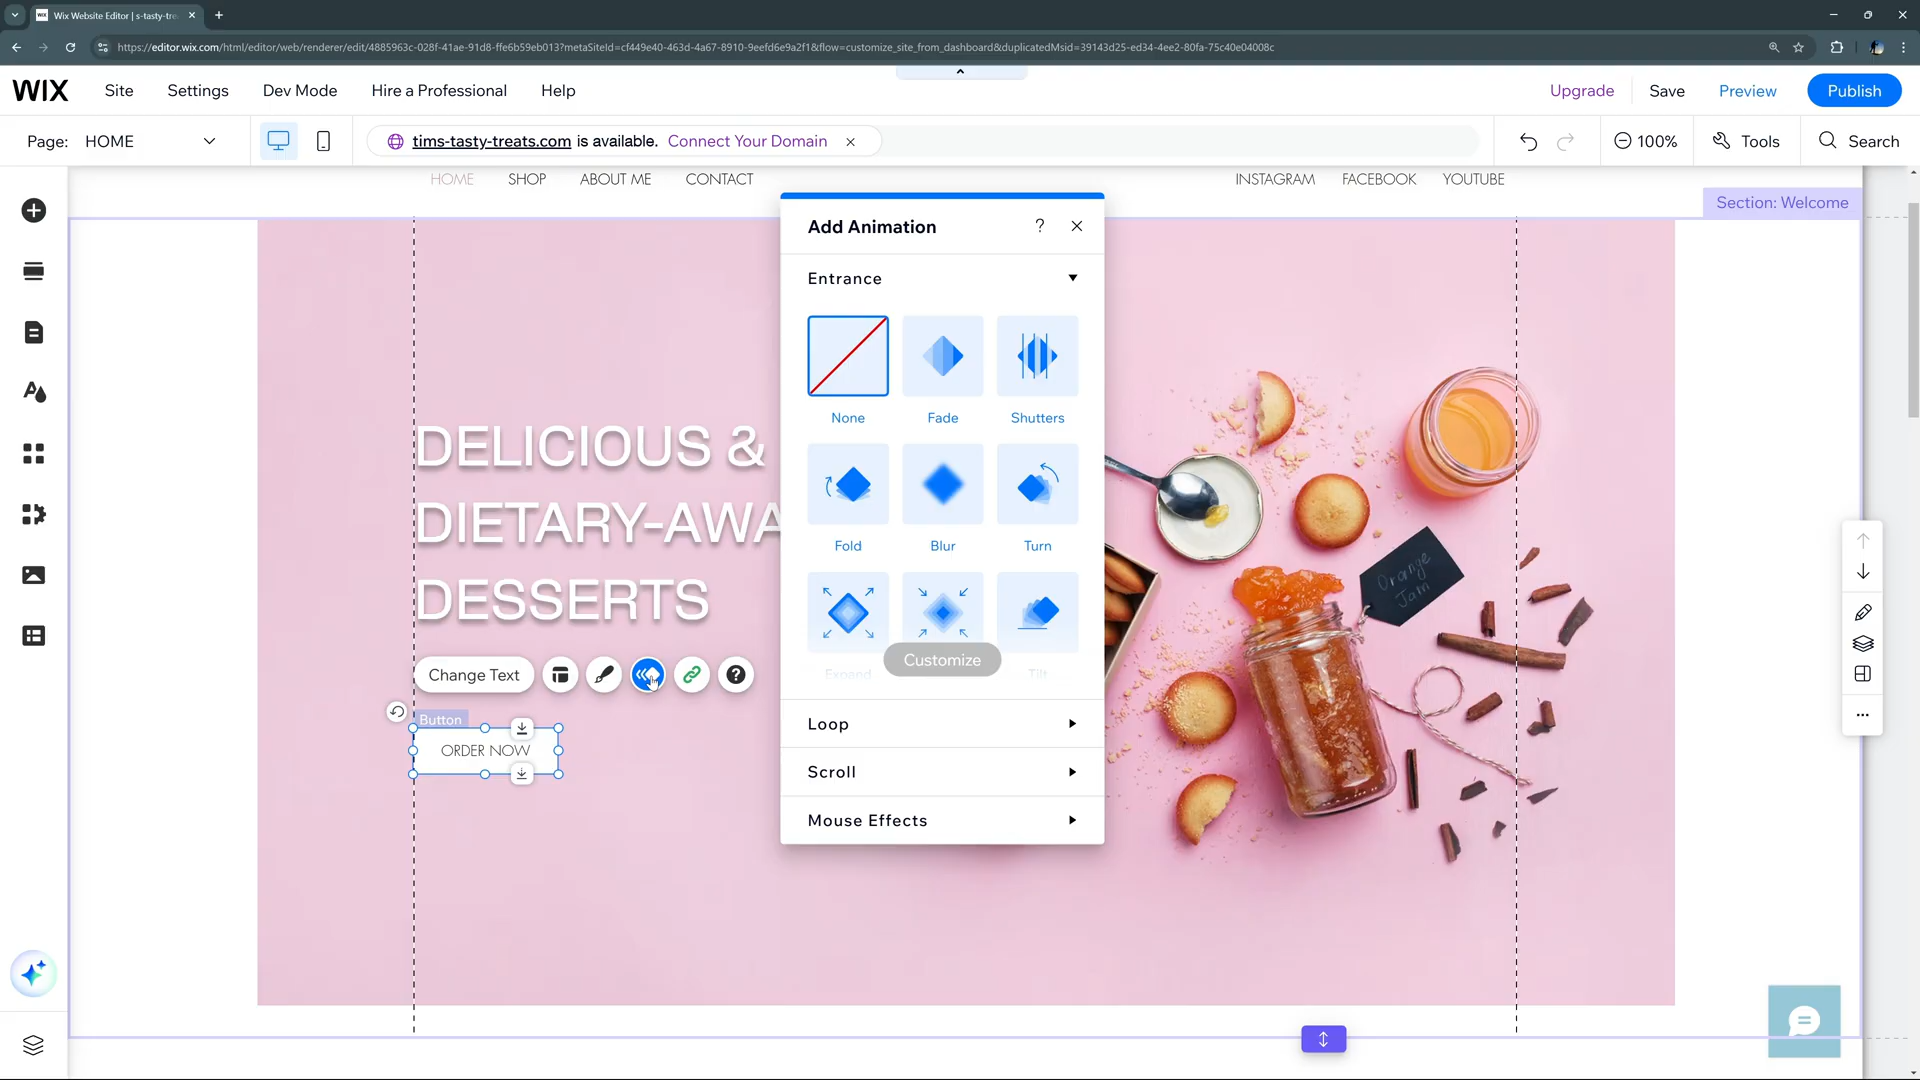 Wix Website Editor | s-tasty-tre
https://editor.wix.com/html/editor/web/renderer/edit/4885963c-028f-41ae-91d8-ffe6b59eb013?metaSiteId=cf449e40-463d-4a67-8910-9eefd6e9a2f1&flow=customize_site_from_dashboard&duplicatedMsid=39143d25-ed34-4ee2-80fa-75c40e04008c
WIX Site Settings Dev Mode Hire a Professional Help Upgrade Save Preview Publish
Page: HOME tims-tasty-treats.com is available. Connect Your Domain 100% Tools Search
HOME SHOP ABOUT ME CONTACT INSTAGRAM FACEBOOK YOUTUBE
Section: Welcome
Add Animation ?
Entrance
None Fade Shutters
Fold Blur Turn
Expand Tilt
Customize
Loop
Scroll
Mouse Effects
DELICIOUS &
DIETARY-AWA
DESSERTS
Change Text
Button
ORDER NOW
Orange
Jam